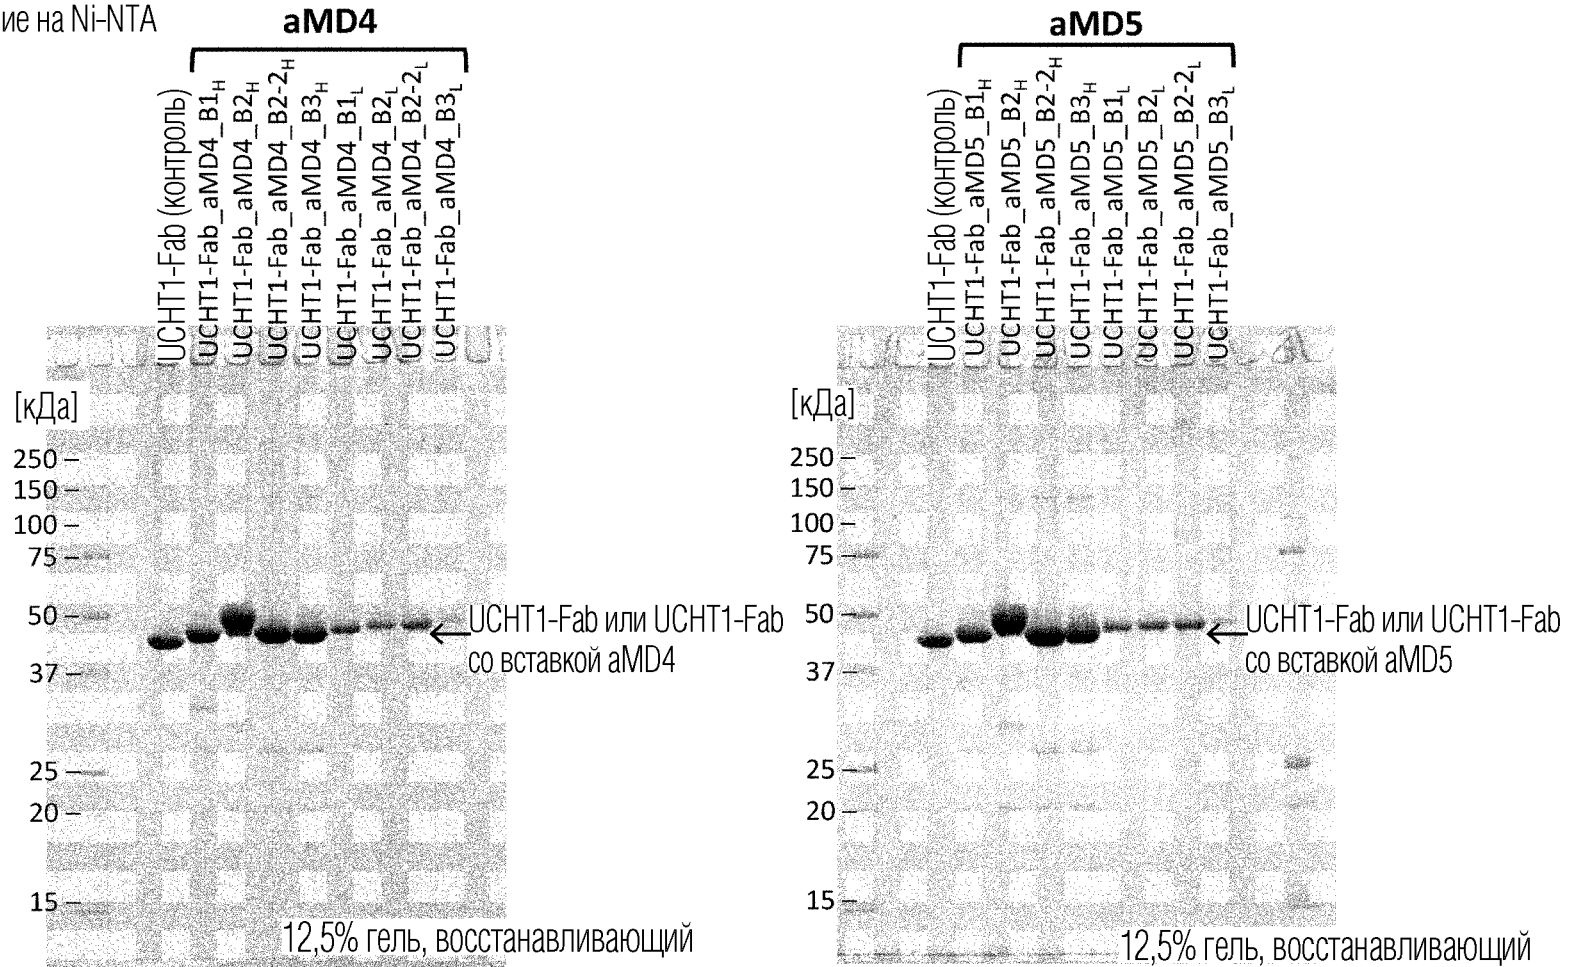 ие на Ni-NTA
aMD4
UCHT1-Fab (контроль)
UCHT1-Fab_aMD4_B1H
UCHT1-Fab_aMD4_B2H
UCHT1-Fab_aMD4_B2-2H
UCHT1-Fab_aMD4_B3H
UCHT1-Fab_aMD4_B1L
UCHT1-Fab_aMD4_B2L
UCHT1-Fab_aMD4_B2-2L
UCHT1-Fab_aMD4_B3L
[кДа]
250
150
100
75
50
37
25
20
15
UCHT1-Fab или UCHT1-Fab
со вставкой aMD4
12,5% гель, восстанавливающий
aMD5
UCHT1-Fab (контроль)
UCHT1-Fab_aMD5_B1H
UCHT1-Fab_aMD5_B2H
UCHT1-Fab_aMD5_B2-2H
UCHT1-Fab_aMD5_B3H
UCHT1-Fab_aMD5_B1L
UCHT1-Fab_aMD5_B2L
UCHT1-Fab_aMD5_B2-2L
UCHT1-Fab_aMD5_B3L
[кДа]
250
150
100
75
50
37
25
20
15
UCHT1-Fab или UCHT1-Fab
со вставкой aMD5
12,5% гель, восстанавливающий